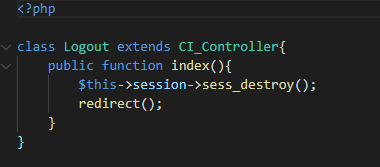 <?php
class Logout extends CI_Controller{
    public function index(){
        $this->session->sess_destroy();
        redirect();
    }
}